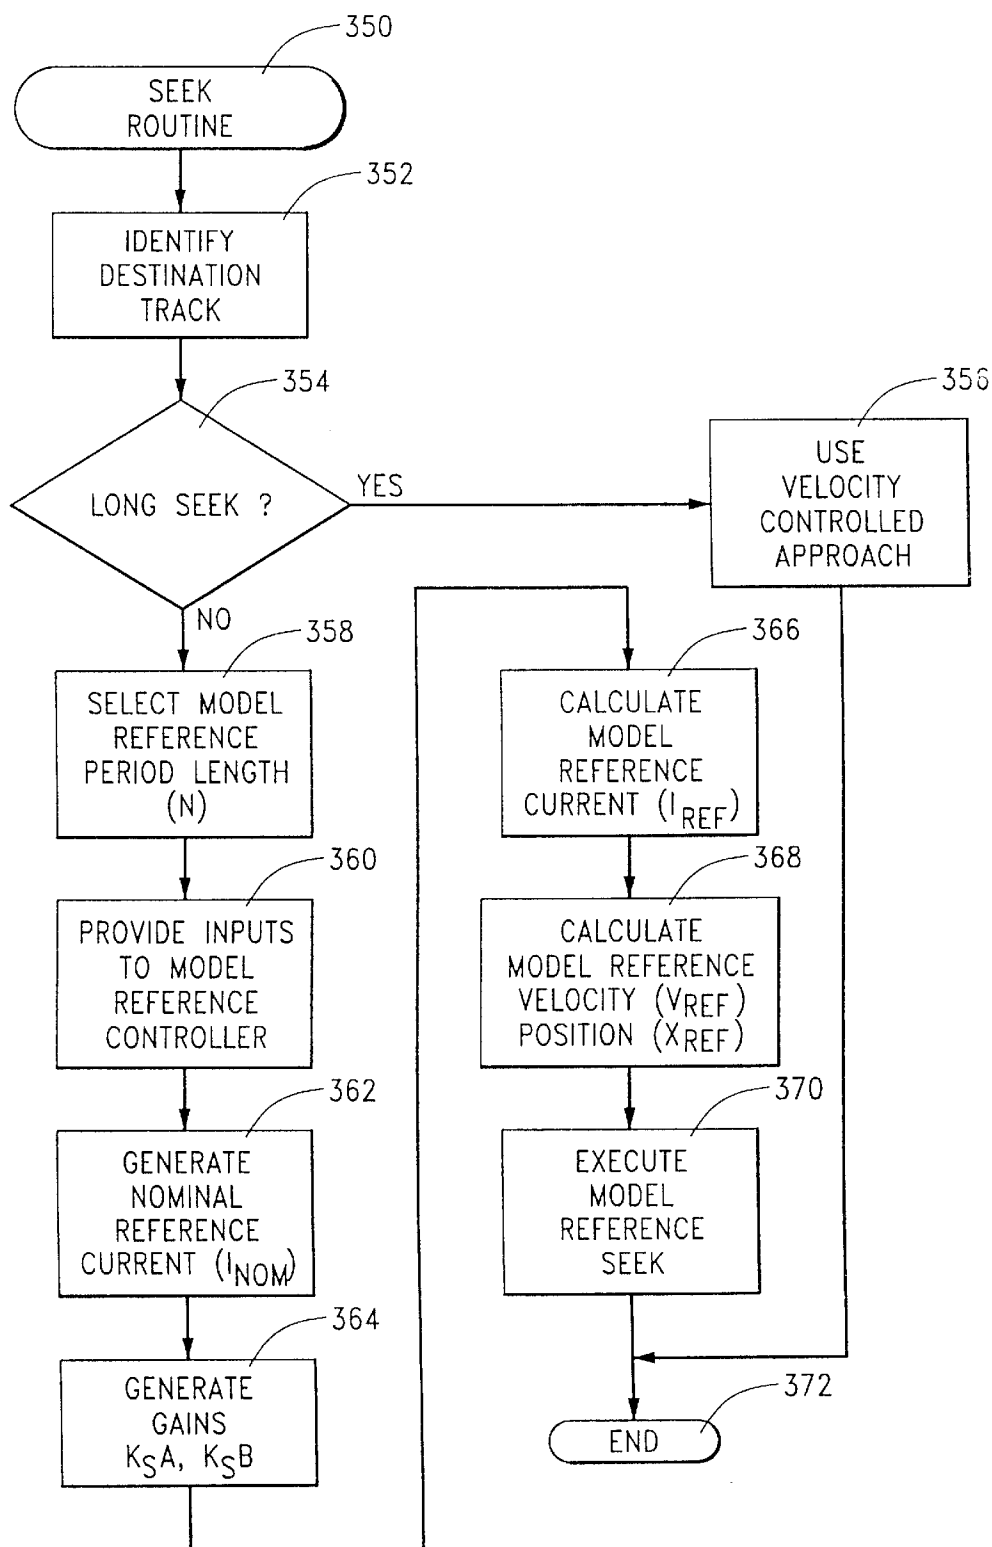 350
SEEK
ROUTINE
352
IDENTIFY
DESTINATION
TRACK
354
LONG SEEK ?
YES
NO
356
USE
VELOCITY
CONTROLLED
APPROACH
358
SELECT MODEL
REFERENCE
PERIOD LENGTH
(N)
360
PROVIDE INPUTS
TO MODEL
REFERENCE
CONTROLLER
362
GENERATE
NOMINAL
REFERENCE
CURRENT (INOM)
364
GENERATE
GAINS
KSA, KSB
366
CALCULATE
MODEL
REFERENCE
CURRENT (IREF)
368
CALCULATE
MODEL REFERENCE
VELOCITY (VREF)
POSITION (XREF)
370
EXECUTE
MODEL
REFERENCE
SEEK
372
END